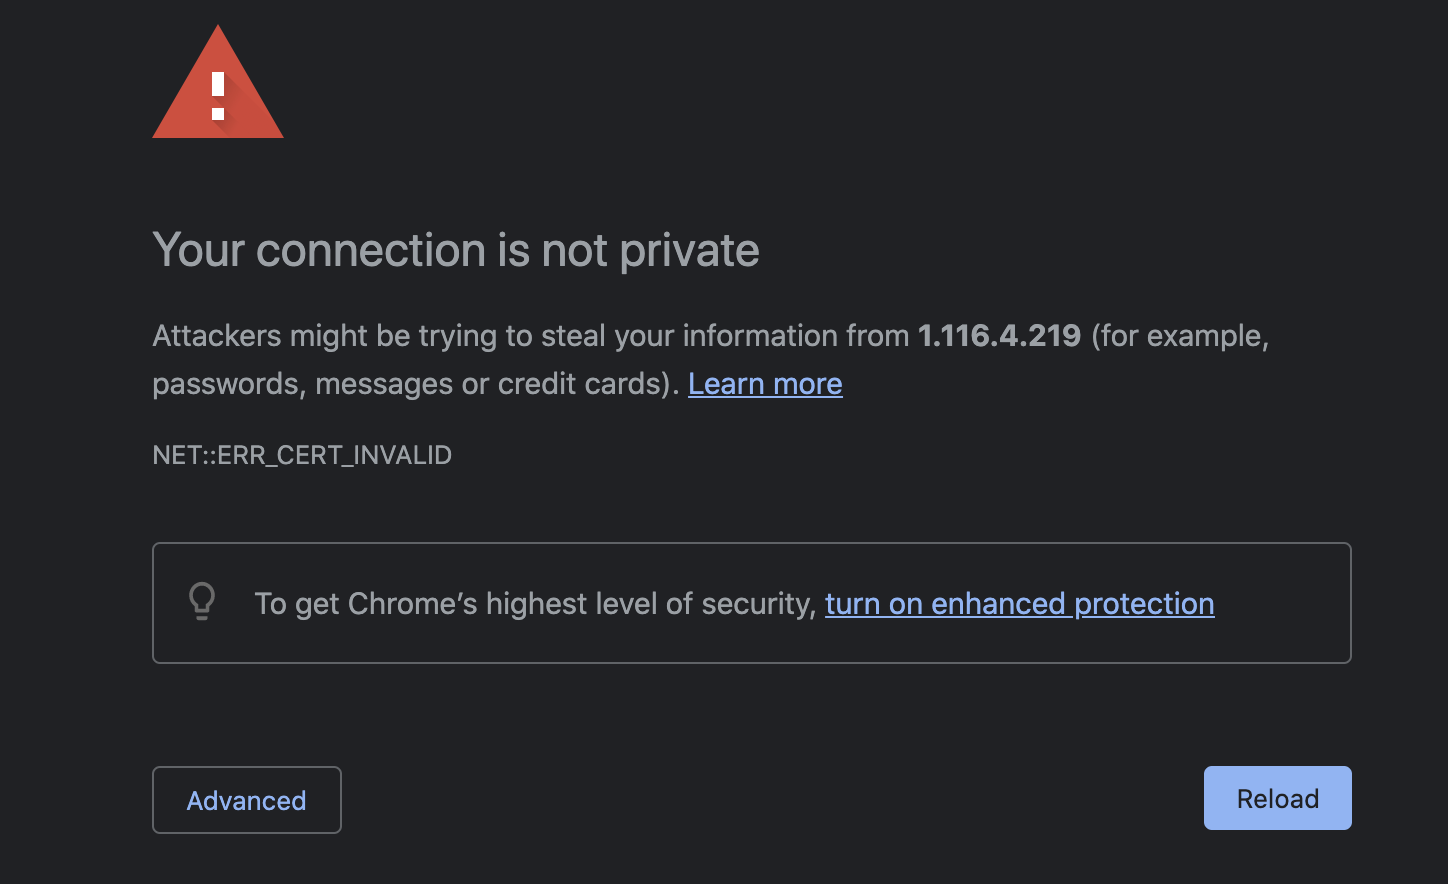 Your connection is not private
Attackers might be trying to steal your information from 1.116.4.219 (for example,
passwords, messages or credit cards). Learn more
NET::ERR_CERT_INVALID
To get Chrome’s highest level of security, turn on enhanced protection
Advanced
Reload